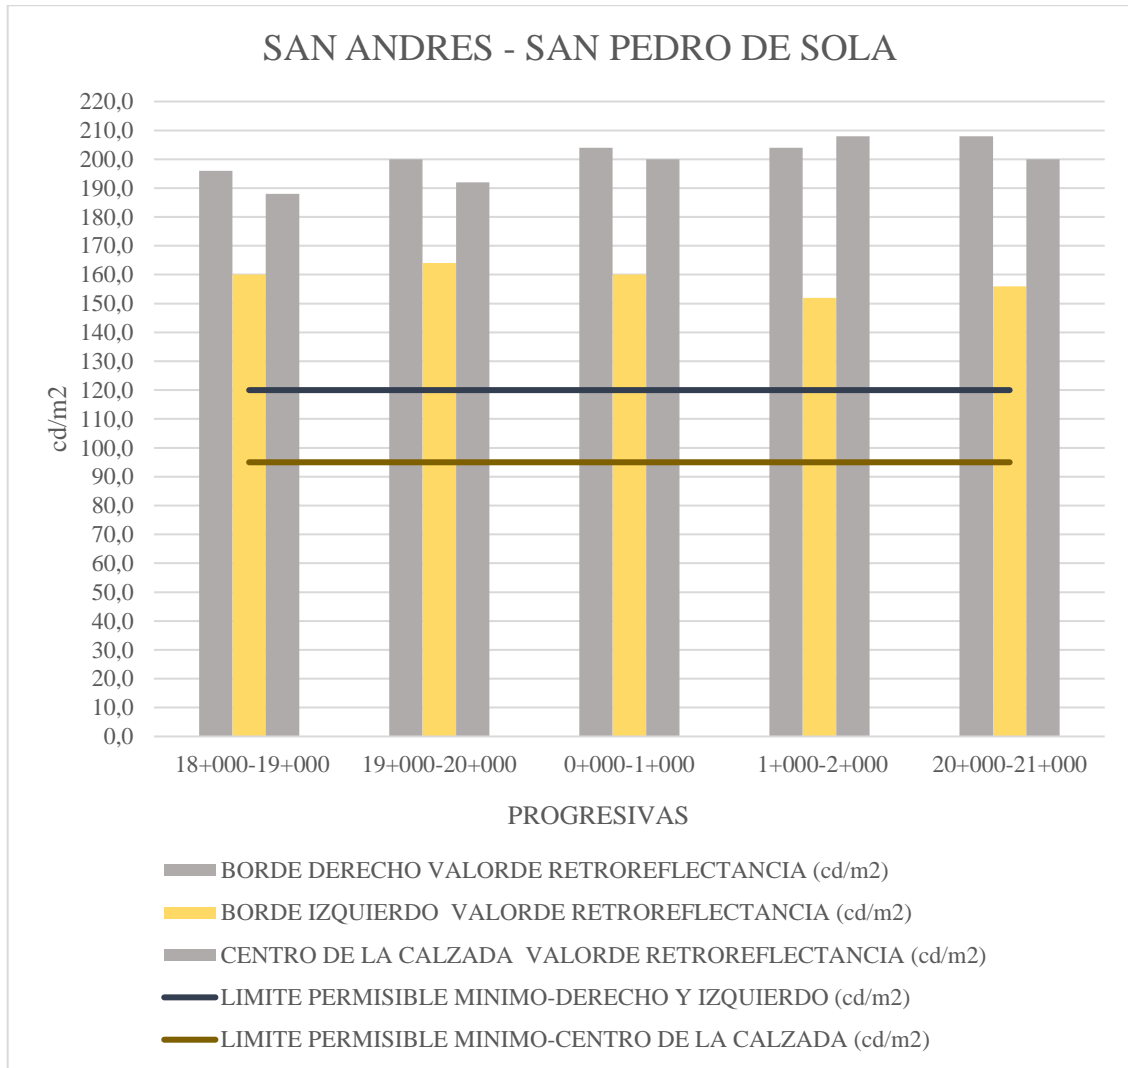 SAN ANDRES - SAN PEDRO DE SOLA
220,0
210,0
200,0
190,0
180,0
170,0
160,0
150,0
140,0
130,0
120,0
110,0
100,0
90,0
80,0
70,0
60,0
50,0
40,0
30,0
20,0
10,0
0,0
cd/m2
18+000-19+000 19+000-20+000 0+000-1+000 1+000-2+000 20+000-21+000
PROGRESIVAS
BORDE DERECHO VALORDE RETROREFLECTANCIA (cd/m2)
BORDE IZQUIERDO VALORDE RETROREFLECTANCIA (cd/m2)
CENTRO DE LA CALZADA VALORDE RETROREFLECTANCIA (cd/m2)
LIMITE PERMISIBLE MINIMO-DERECHO Y IZQUIERDO (cd/m2)
LIMITE PERMISIBLE MINIMO-CENTRO DE LA CALZADA (cd/m2)